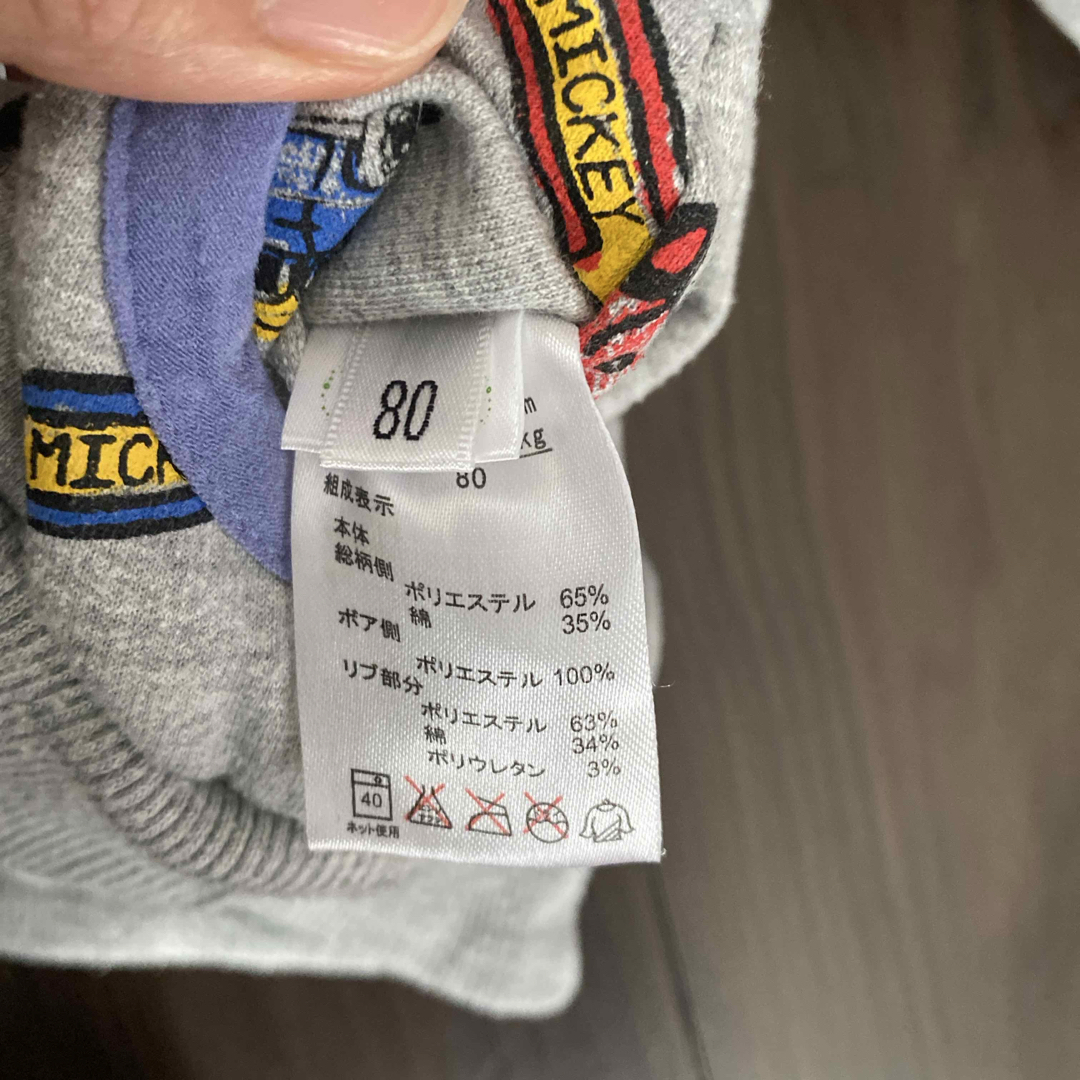 MICKEY
MICK
80
m
kg
80
組成表示
本体
総柄側
ポリエステル 65%
綿 35%
ボア側
ポリエステル 100%
リブ部分
ポリエステル 63%
綿 34%
ポリウレタン 3%
40
ネット使用